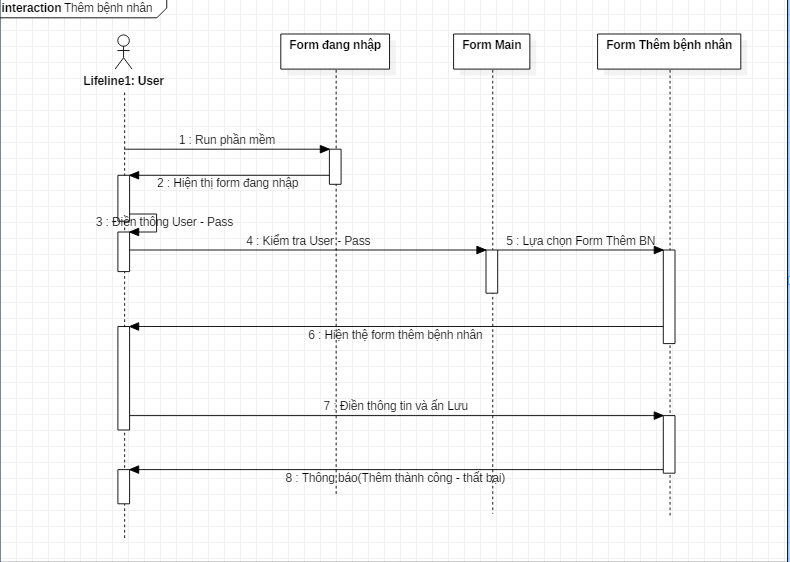 interaction Thêm bệnh nhân
Form đang nhập
Form Main
Form Thêm bệnh nhân
Lifeline1: User
1 : Run phần mềm
2 : Hiện thị form đang nhập
3 : Điền thông User - Pass
4 : Kiểm tra User - Pass
5 : Lựa chọn Form Thêm BN
6 : Hiện thệ form thêm bệnh nhân
7 : Điền thông tin và ấn Lưu
8 : Thông báo(Thêm thành công - thất bại)